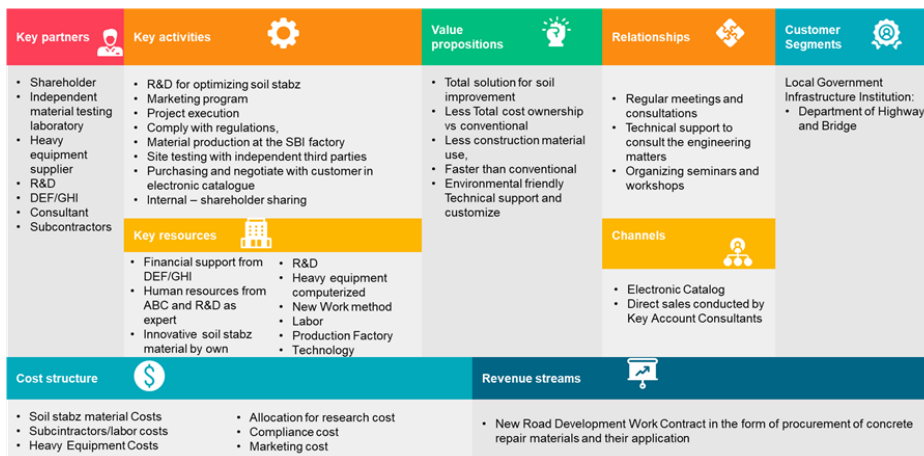 Key partners
Key activities
Value
propositions
Relationships
Customer
Segments
• Shareholder
• Independent
material testing
laboratory
• Heavy
equipment
supplier
• R&D
• DEF/GHI
• Consultant
• Subcontractors
• R&D for optimizing soil stabz
• Marketing program
• Project execution
• Comply with regulations,
• Material production at the SBI factory
• Site testing with independent third parties
• Purchasing and negotiate with customer in
electronic catalogue
• Internal – shareholder sharing
Key resources
• Financial support from
DEF/GHI
• Human resources from
ABC and R&D as
expert
• Innovative soil stabz
material by own
• R&D
• Heavy equipment
computerized
• New Work method
• Labor
• Production Factory
• Technology
• Total solution for soil
improvement
• Less Total cost ownership
vs conventional
• Less construction material
use,
• Faster than conventional
• Environmental friendly
Technical support and
customize
• Regular meetings and
consultations
• Technical support to
consult the engineering
matters
• Organizing seminars and
workshops
Channels
• Electronic Catalog
• Direct sales conducted by
Key Account Consultants
Local Government
Infrastructure Institution:
• Department of Highway
and Bridge
Cost structure
• Soil stabz material Costs
• Subcintractors/labor costs
• Heavy Equipment Costs
• Allocation for research cost
• Compliance cost
• Marketing cost
Revenue streams
• New Road Development Work Contract in the form of procurement of concrete
repair materials and their application